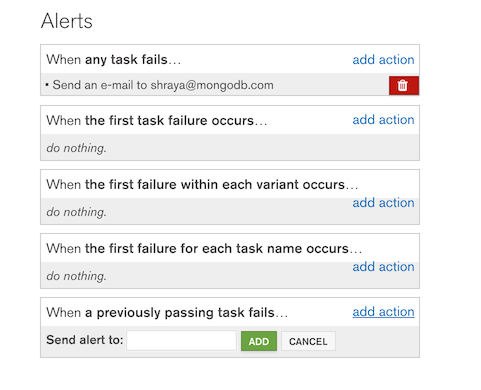 Alerts
When any task fails… add action
• Send an e-mail to shraya@mongodb.com
When the first task failure occurs… add action
do nothing.
When the first failure within each variant occurs…
add action
do nothing.
When the first failure for each task name occurs…
add action
do nothing.
When a previously passing task fails… add action
Send alert to: ADD CANCEL